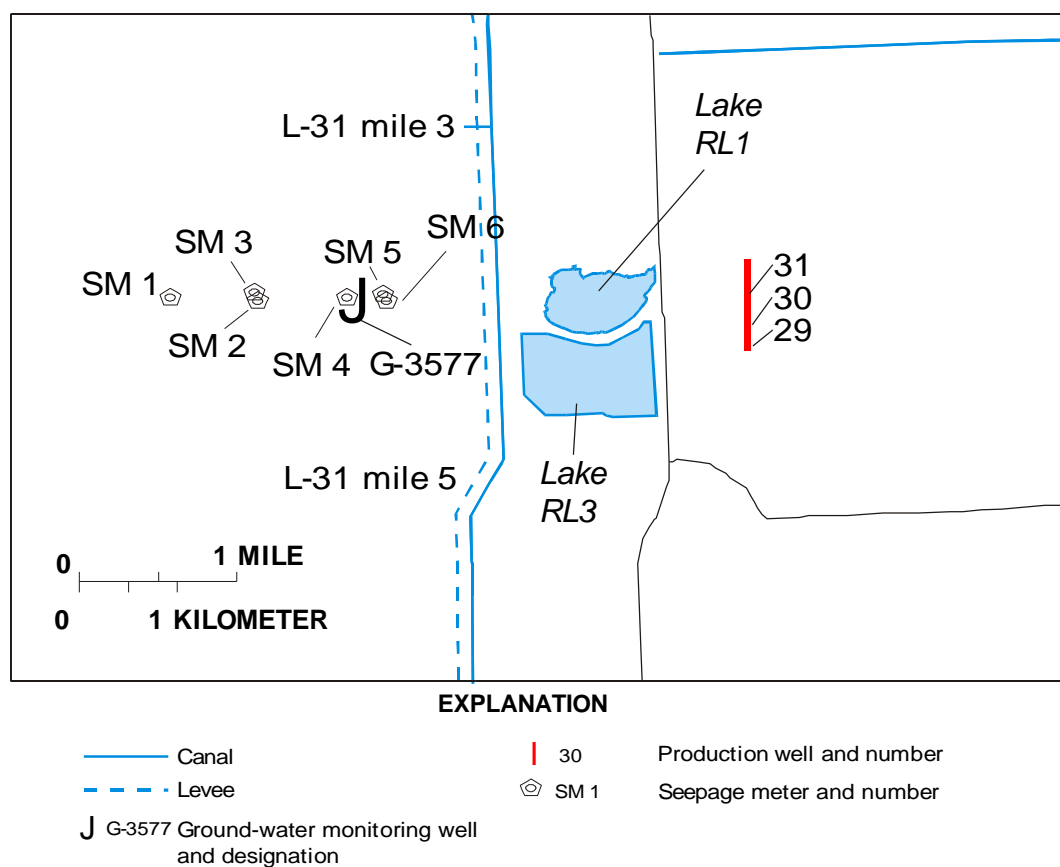 L-31 mile 3
Lake
RL1
SM 3
SM 5
SM 6
SM 1
31
30
29
SM 2
SM 4
J
G-3577
L-31 mile 5
Lake
RL3
0 1 MILE
0 1 KILOMETER
EXPLANATION
Canal
Levee
J G-3577 Ground-water monitoring well
and designation
30 Production well and number
SM 1 Seepage meter and number